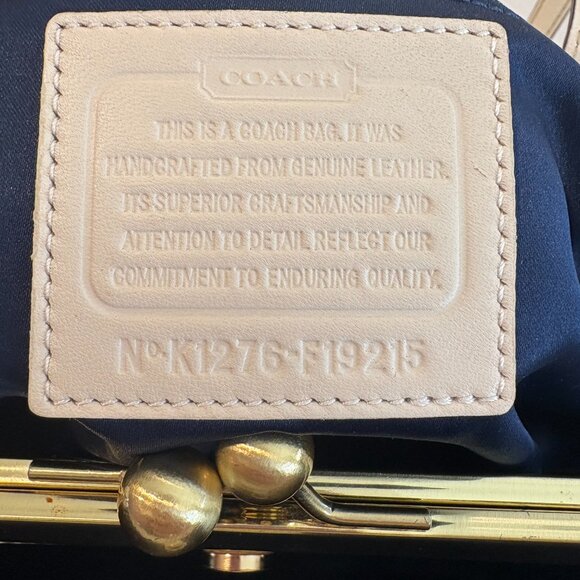 COACH
THIS IS A COACH BAG. IT WAS
HANDCRAFTED FROM GENUINE LEATHER.
ITS SUPERIOR CRAFTSMANSHIP AND
ATTENTION TO DETAIL REFLECT OUR
COMMITMENT TO ENDURING QUALITY.
No-K1276-F19215